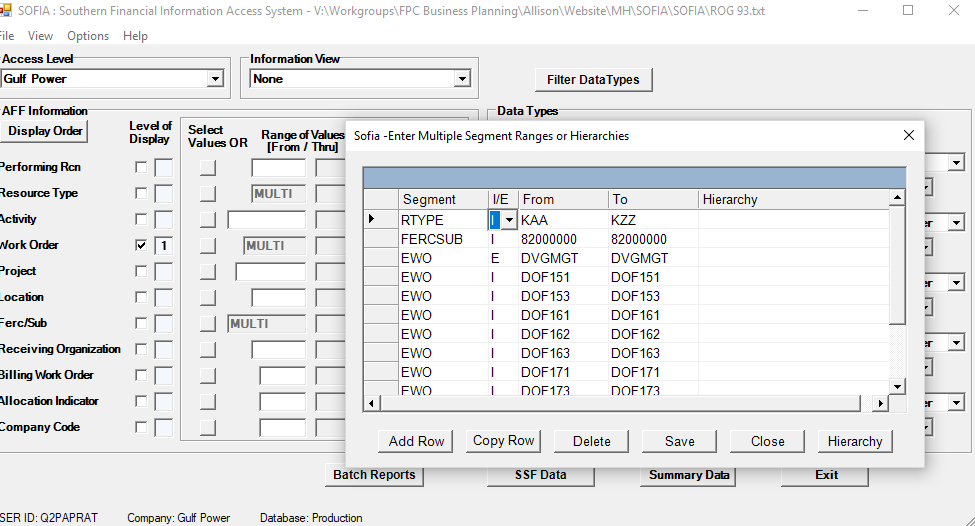 SOFIA : Southern Financial Information Access System - V:\Workgroups\FPC Business Planning\Allison\Website\MH\SOFIA\SOFIA\ROG 93.txt
File View Options Help
Access Level
Gulf Power
Information View
None
Filter DataTypes
AFF Information
Data Types
Display Order
Level of
Display
Select
Values OR
Range of Values
[From / Thru]
Performing Rcn
Resource Type MULTI
Activity
Work Order 1 MULTI
Project
Location
Ferc/Sub MULTI
Receiving Organization
Billing Work Order
Allocation Indicator
Company Code
Sofia -Enter Multiple Segment Ranges or Hierarchies
Segment I/E From To Hierarchy
RTYPE I KAA KZZ
FERCSUB I 82000000 82000000
EWO E DVGMGT DVGMGT
EWO I DOF151 DOF151
EWO I DOF153 DOF153
EWO I DOF161 DOF161
EWO I DOF162 DOF162
EWO I DOF163 DOF163
EWO I DOF171 DOF171
EWO I DOF173 DOF173
Add Row Copy Row Delete Save Close Hierarchy
Batch Reports SSF Data Summary Data Exit
SER ID: Q2PAPRAT Company: Gulf Power Database: Production